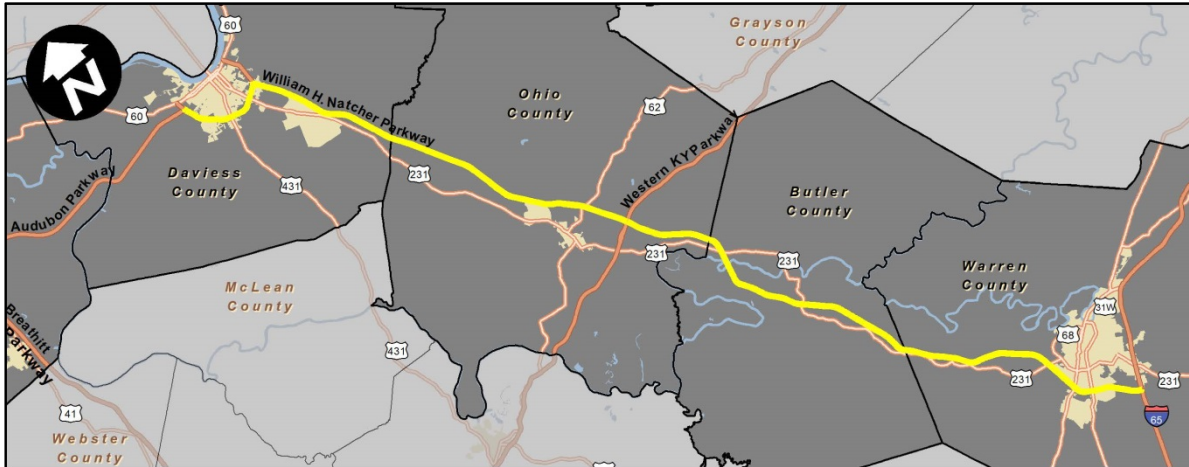 60
Grayson
County
N
William H. Natcher Parkway
Ohio
County
60
62
Western KY Parkwa
Daviess
County
431
231
Audubon Parkway
Butler
County
231
231
Warren
County
McLean
County
31W
Breathitt
Parkway
68
431
231
231
41
65
Webster
County